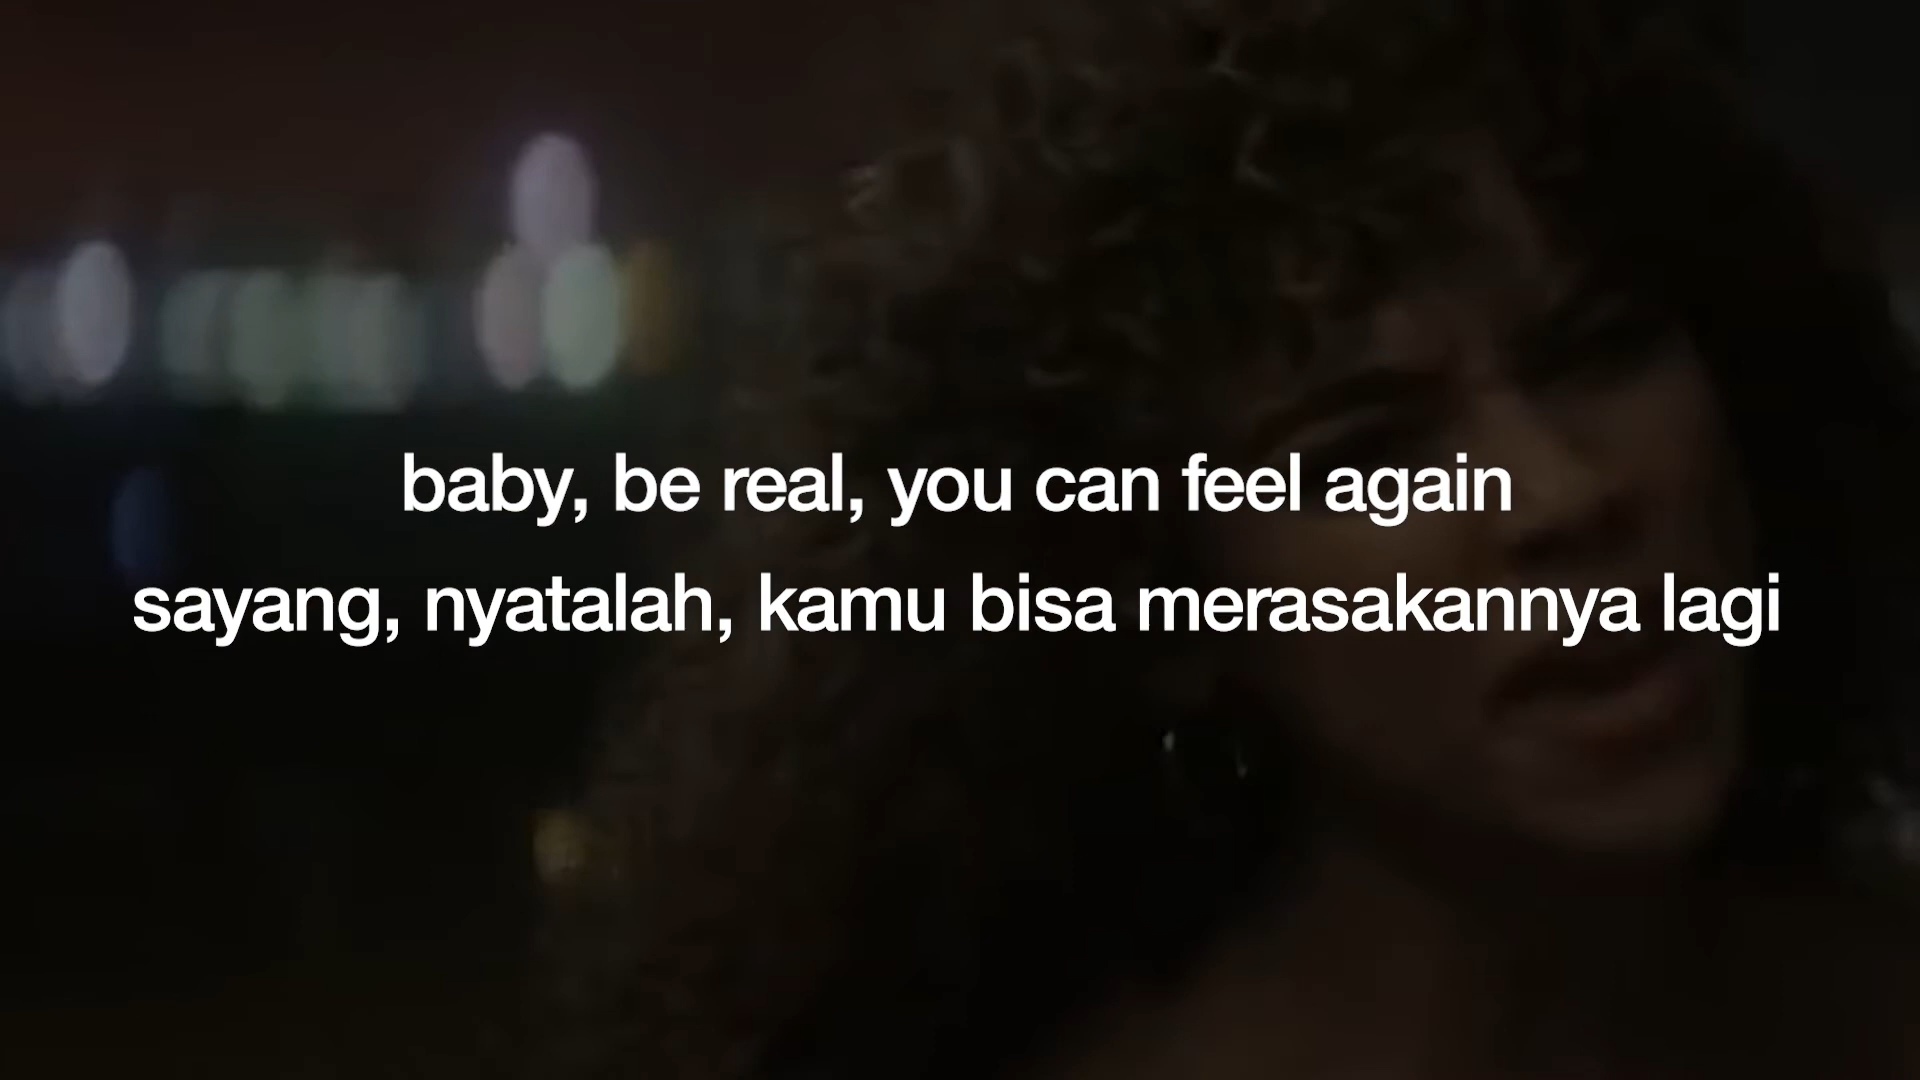 baby, be real, you can feel again
sayang, nyatalah, kamu bisa merasakannya lagi